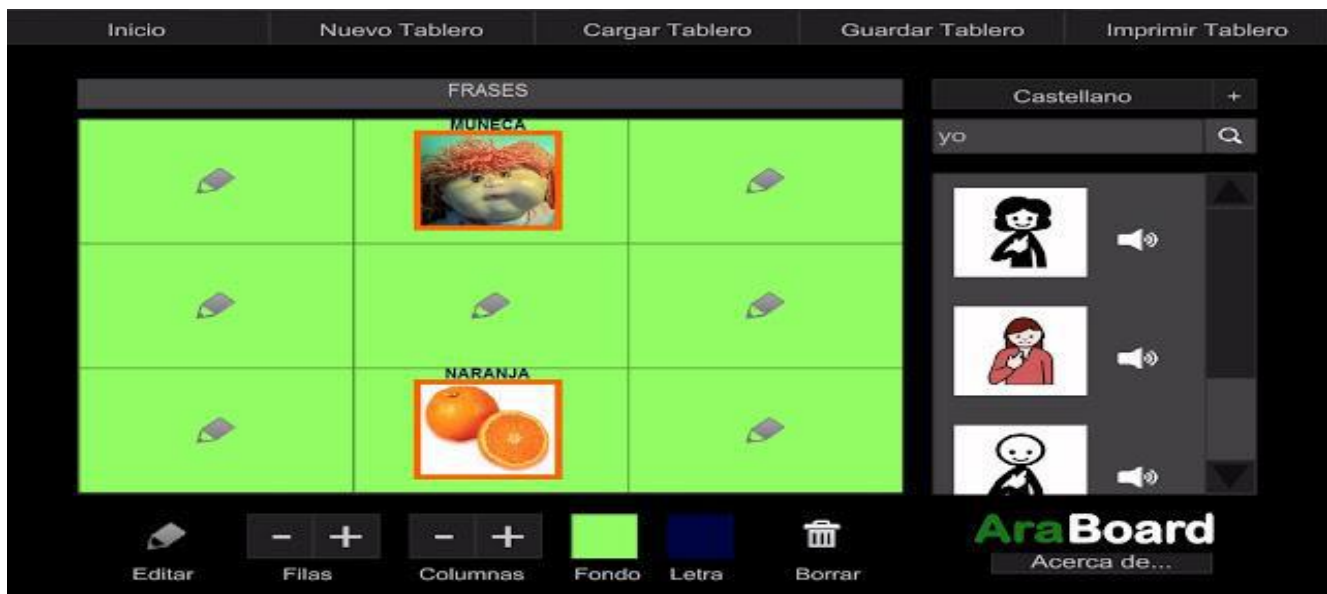 Inicio Nuevo Tablero Cargar Tablero Guardar Tablero Imprimir Tablero
FRASES
Castellano +
yo
MUÑECA
NARANJA
- + - +
Editar Filas Columnas Fondo Letra Borrar
AraBoard
Acerca de...